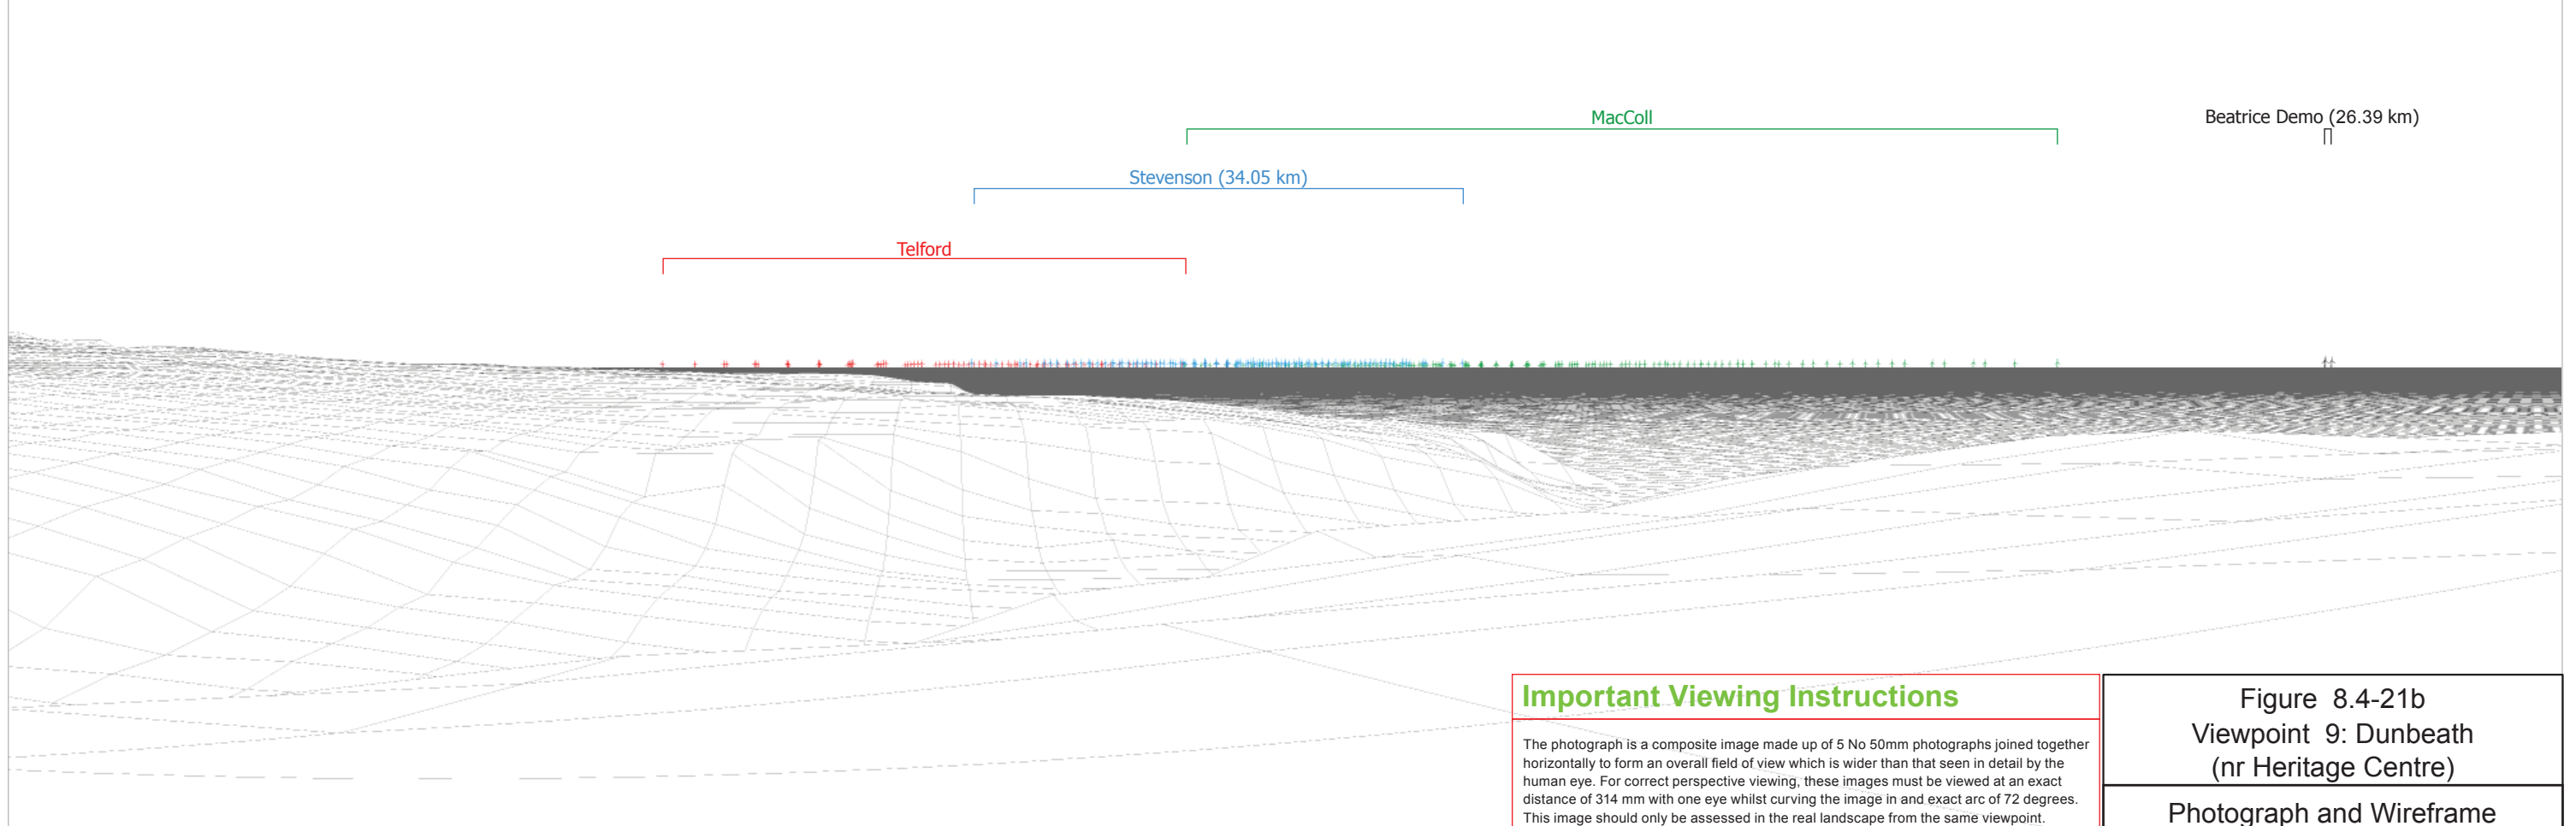 MacColl
Beatrice Demo (26.39 km)
Stevenson (34.05 km)
Telford
Important Viewing Instructions
The photograph is a composite image made up of 5 No 50mm photographs joined together
horizontally to form an overall field of view which is wider than that seen in detail by the
human eye. For correct perspective viewing, these images must be viewed at an exact
distance of 314 mm with one eye whilst curving the image in and exact arc of 72 degrees.
This image should only be assessed in the real landscape from the same viewpoint.
Figure 8.4-21b
Viewpoint 9: Dunbeath
(nr Heritage Centre)
Photograph and Wireframe